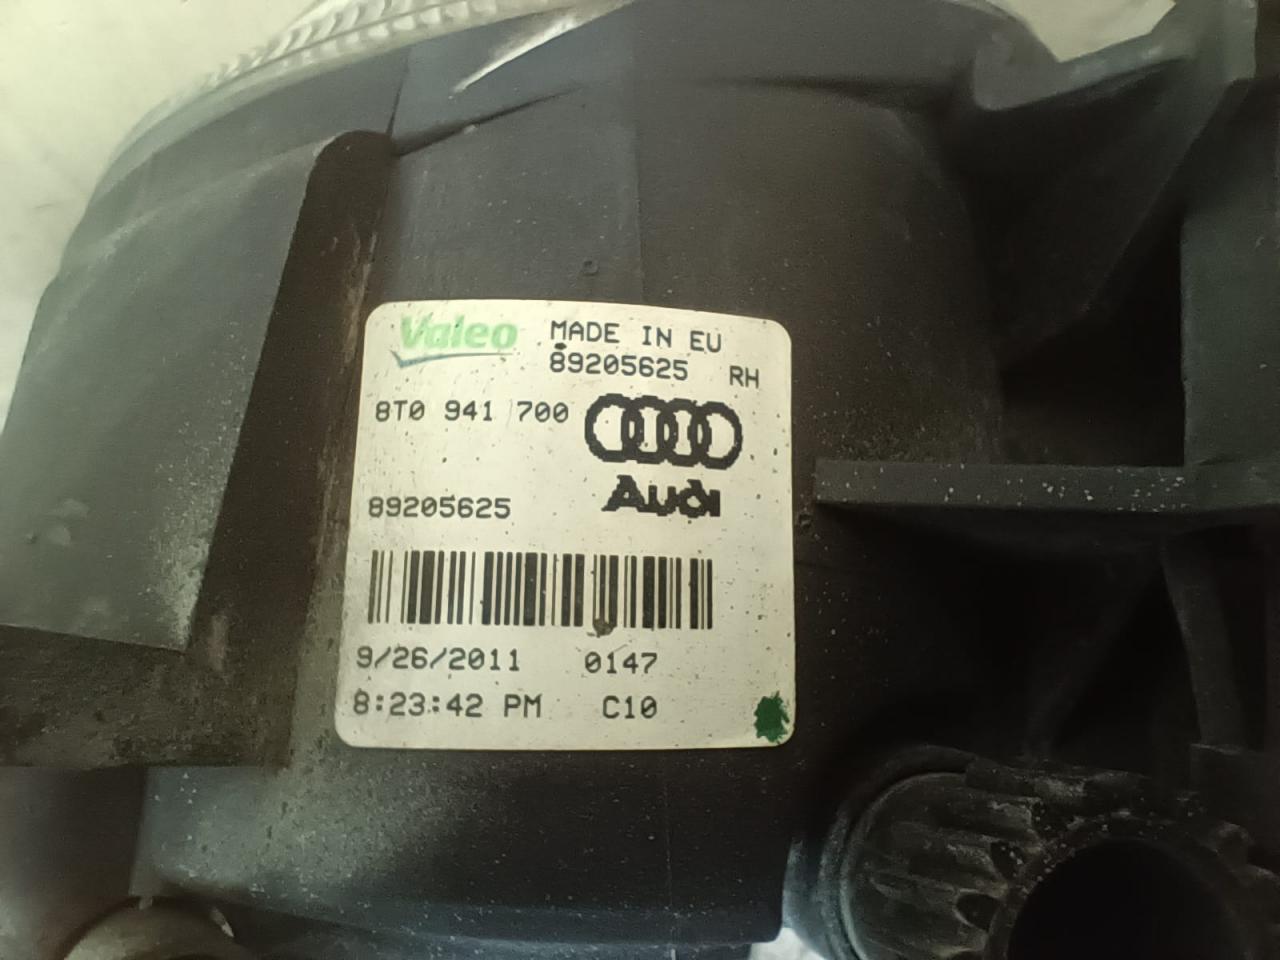 Valeo
MADE IN EU
89205625 RH
8T0 941 700
Audi
89205625
9/26/2011 0147
8:23:42 PM C10